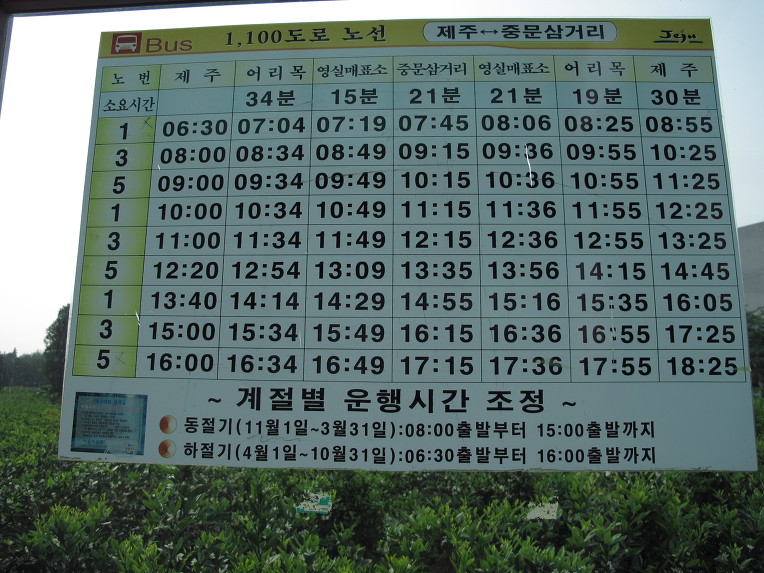 Bus 1,100도로 노선 제주↔중문삼거리 Jeju
노 번 제 주 어리목 영실매표소 중문삼거리 영실매표소 어리목 제 주
소요시간 34분 15분 21분 21분 19분 30분
1 06:30 07:04 07:19 07:45 08:06 08:25 08:55
3 08:00 08:34 08:49 09:15 09:36 09:55 10:25
5 09:00 09:34 09:49 10:15 10:36 10:55 11:25
1 10:00 10:34 10:49 11:15 11:36 11:55 12:25
3 11:00 11:34 11:49 12:15 12:36 12:55 13:25
5 12:20 12:54 13:09 13:35 13:56 14:15 14:45
1 13:40 14:14 14:29 14:55 15:16 15:35 16:05
3 15:00 15:34 15:49 16:15 16:36 16:55 17:25
5 16:00 16:34 16:49 17:15 17:36 17:55 18:25
~ 계절별 운행시간 조정 ~
동절기(11월1일~3월31일):08:00출발부터 15:00출발까지
하절기(4월1일~10월31일):06:30출발부터 16:00출발까지